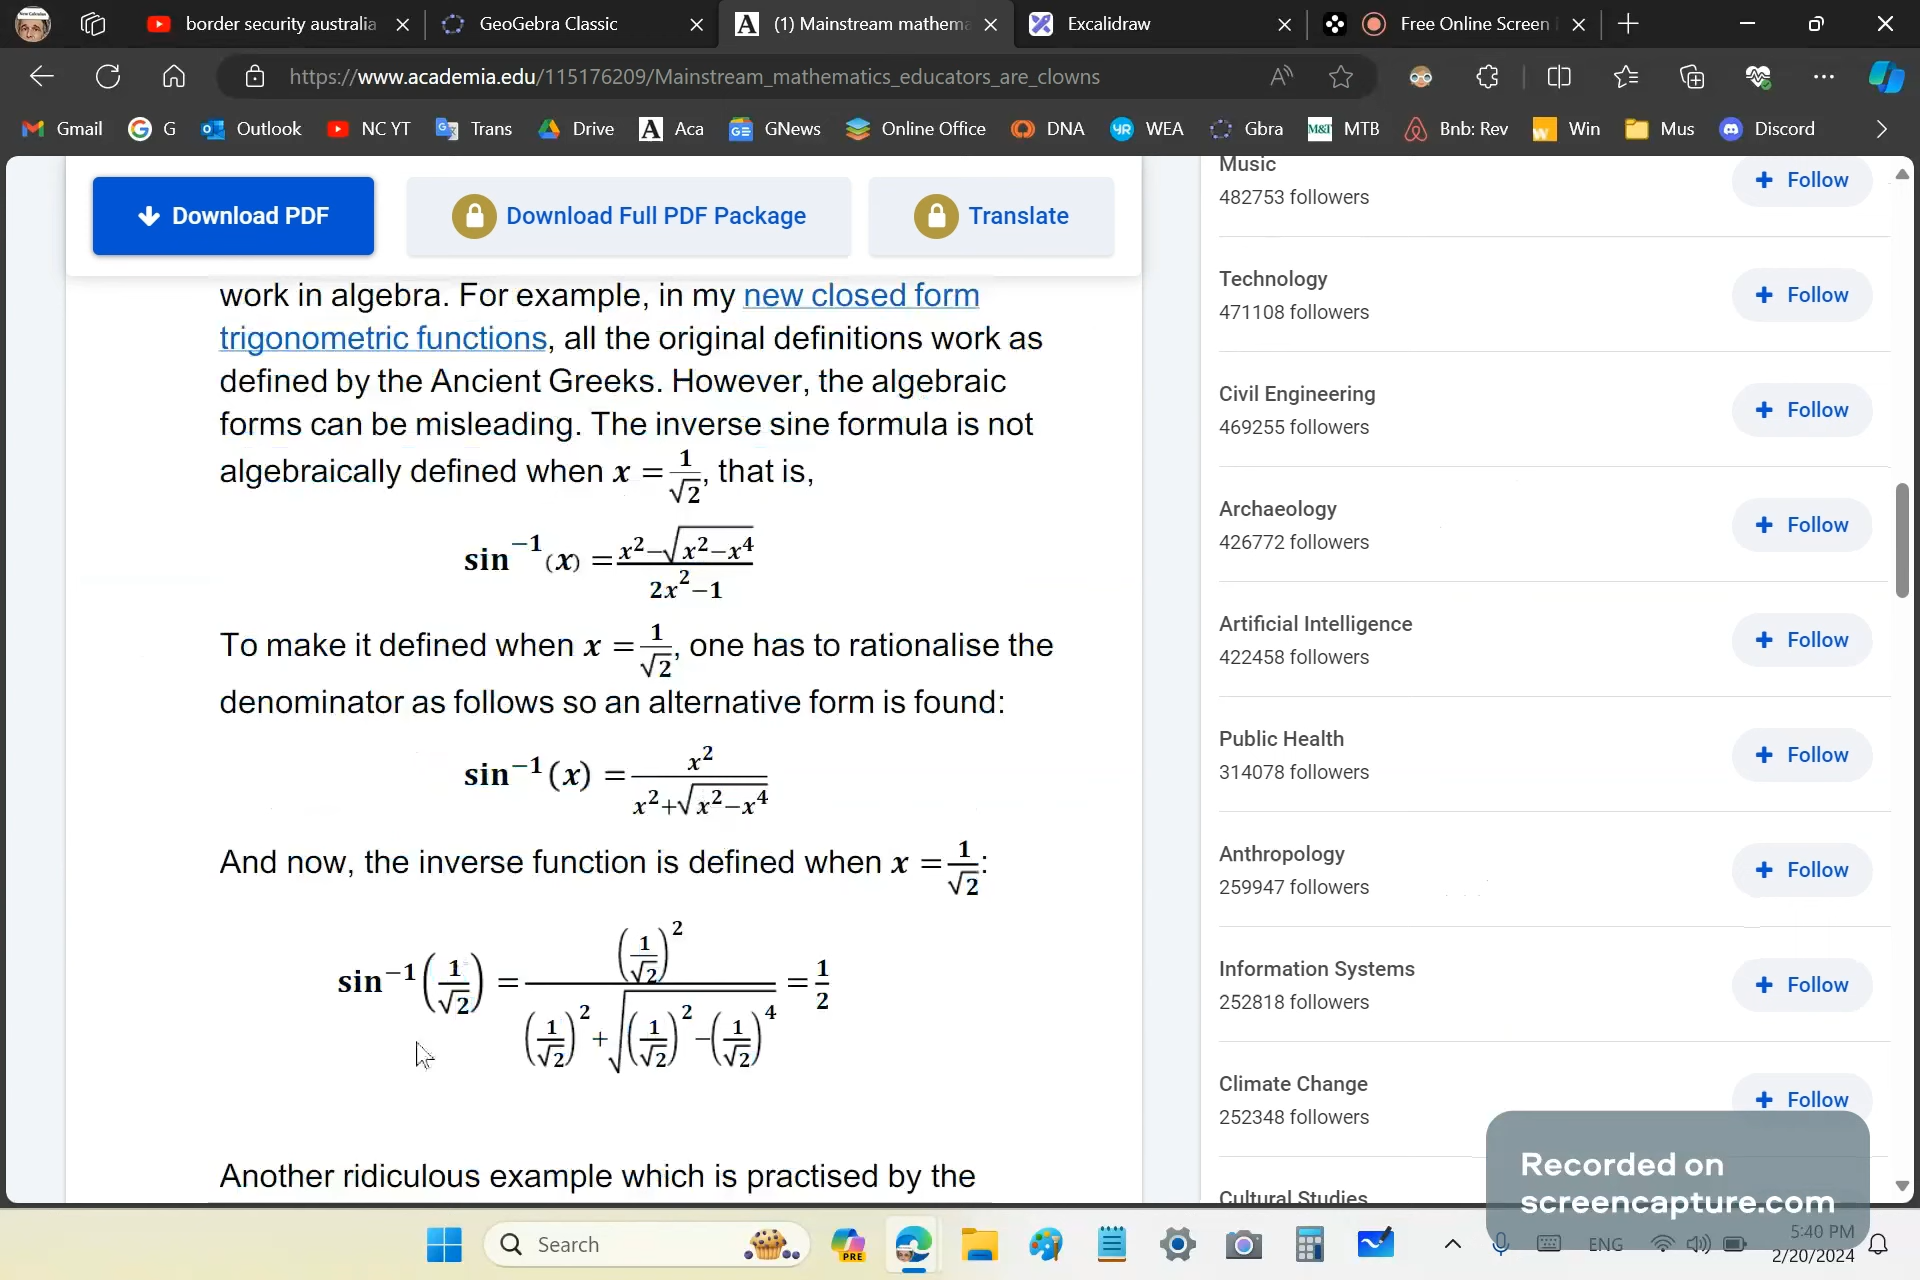 border security australia
GeoGebra Classic
A (1) Mainstream mathema
Excalidraw
Free Online Screen
https://www.academia.edu/115176209/Mainstream_mathematics_educators_are_clowns
Gmail G Outlook NC YT Trans Drive A Aca GNews Online Office DNA YR WEA Gbra M&T MTB Bnb: Rev Win Mus Discord
Download PDF
Download Full PDF Package
Translate
work in algebra. For example, in my new closed form
trigonometric functions, all the original definitions work as
defined by the Ancient Greeks. However, the algebraic
forms can be misleading. The inverse sine formula is not
algebraically defined when x = 1/√2, that is,
sin⁻¹(x) = (x²−√(x²−x⁴))/(2x²−1)
To make it defined when x = 1/√2, one has to rationalise the
denominator as follows so an alternative form is found:
sin⁻¹(x) = x²/(x²+√(x²−x⁴))
And now, the inverse function is defined when x = 1/√2:
sin⁻¹(1/√2) = (1/√2)²/((1/√2)²+√((1/√2)²−(1/√2)⁴)) = 1/2
Another ridiculous example which is practised by the
Music
482753 followers
+ Follow
Technology
471108 followers
+ Follow
Civil Engineering
469255 followers
+ Follow
Archaeology
426772 followers
+ Follow
Artificial Intelligence
422458 followers
+ Follow
Public Health
314078 followers
+ Follow
Anthropology
259947 followers
+ Follow
Information Systems
252818 followers
+ Follow
Climate Change
252348 followers
+ Follow
Cultural Studies
Recorded on
screencapture.com
Search
PRE
ENG
5:40 PM
2/20/2024